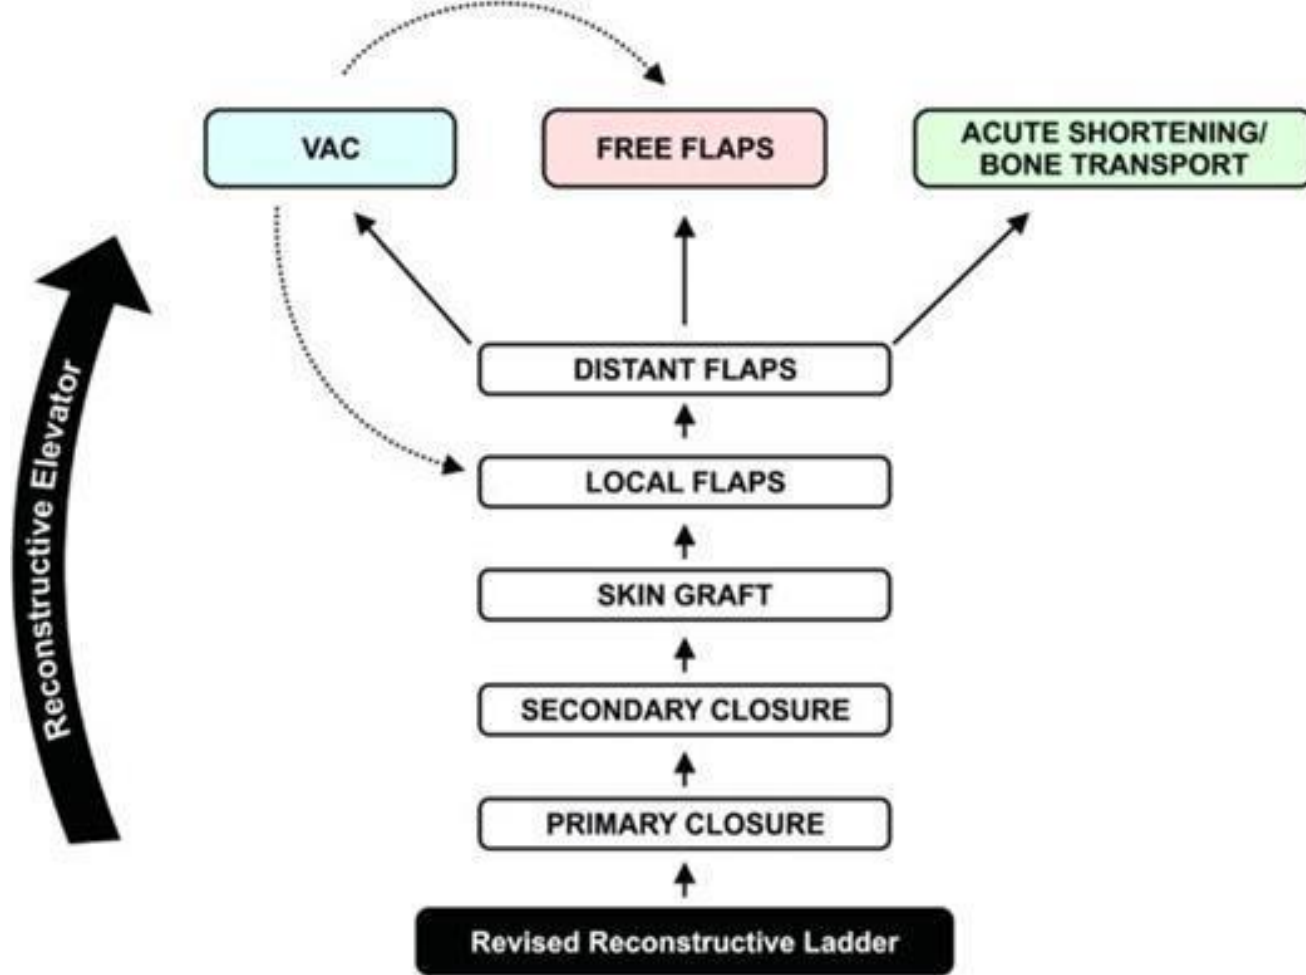 VAC
FREE FLAPS
ACUTE SHORTENING/
BONE TRANSPORT
DISTANT FLAPS
LOCAL FLAPS
SKIN GRAFT
SECONDARY CLOSURE
PRIMARY CLOSURE
Revised Reconstructive Ladder
Reconstructive Elevator